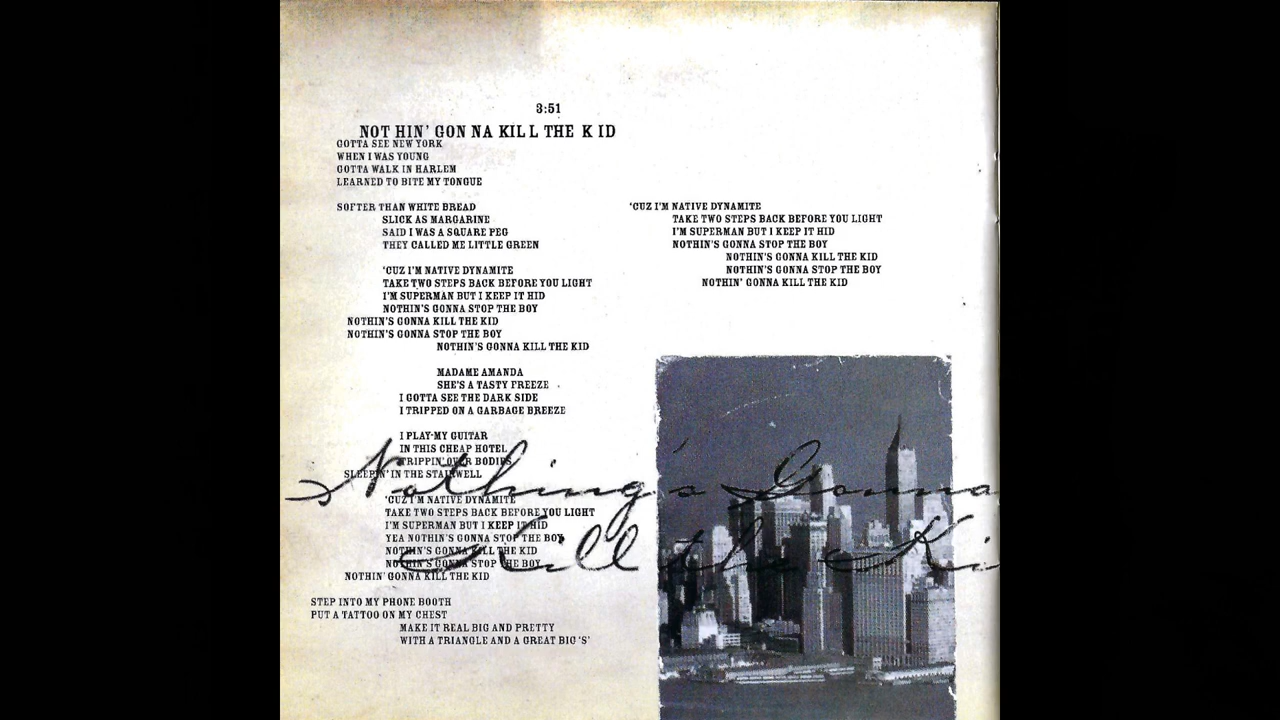 3:51
NOTHIN' GONNA KILL THE KID
GOTTA SEE NEW YORK
WHEN I WAS YOUNG
GOTTA WALK IN HARLEM
LEARNED TO BITE MY TONGUE
SOFTER THAN WHITE BREAD
SLICK AS MARGARINE
SAID I WAS A SQUARE PEG
THEY CALLED ME LITTLE GREEN
'CUZ I'M NATIVE DYNAMITE
TAKE TWO STEPS BACK BEFORE YOU LIGHT
I'M SUPERMAN BUT I KEEP IT HID
NOTHIN'S GONNA STOP THE BOY
NOTHIN'S GONNA KILL THE KID
NOTHIN'S GONNA STOP THE BOY
NOTHIN'S GONNA KILL THE KID
MADAME AMANDA
SHE'S A TASTY FREEZE
I GOTTA SEE THE DARK SIDE
I TRIPPED ON A GARBAGE BREEZE
I PLAY MY GUITAR
IN THIS CHEAP HOTEL
TRIPPIN' OVER BODIES
SLEEPIN' IN THE STAIRWELL
'CUZ I'M NATIVE DYNAMITE
TAKE TWO STEPS BACK BEFORE YOU LIGHT
I'M SUPERMAN BUT I KEEP IT HID
YEA NOTHIN'S GONNA STOP THE BOY
NOTHIN'S GONNA KILL THE KID
NOTHIN'S GONNA STOP THE BOY
NOTHIN' GONNA KILL THE KID
STEP INTO MY PHONE BOOTH
PUT A TATTOO ON MY CHEST
MAKE IT REAL BIG AND PRETTY
WITH A TRIANGLE AND A GREAT BIG 'S'
'CUZ I'M NATIVE DYNAMITE
TAKE TWO STEPS BACK BEFORE YOU LIGHT
I'M SUPERMAN BUT I KEEP IT HID
NOTHIN'S GONNA STOP THE BOY
NOTHIN'S GONNA KILL THE KID
NOTHIN'S GONNA STOP THE BOY
NOTHIN' GONNA KILL THE KID
Nothing's Gonna
Kill the Ki